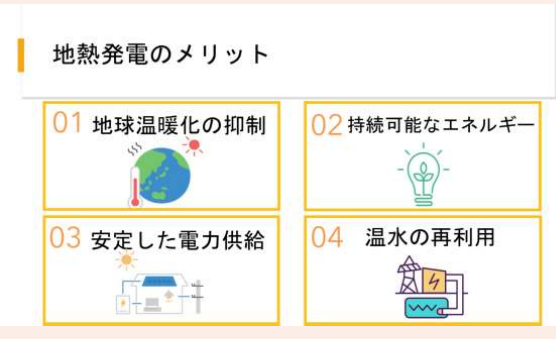 地熱発電のメリット
01 地球温暖化の抑制
02 持続可能なエネルギー
03 安定した電力供給
04 温水の再利用